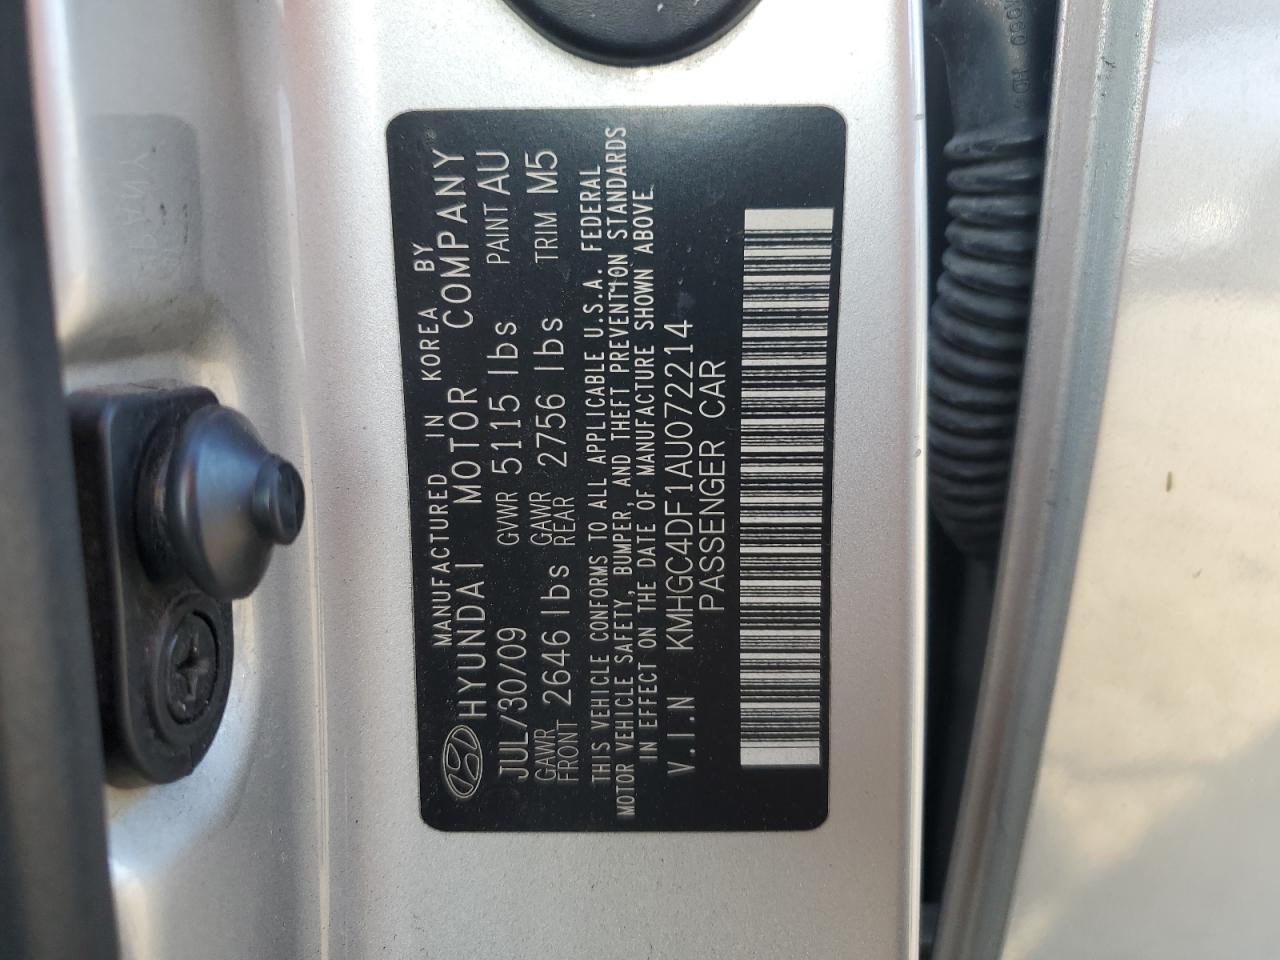 MANUFACTURED IN KOREA BY
HYUNDAI MOTOR COMPANY
JUL/30/09 GVWR 5115 lbs PAINT AU
GAWR FRONT 2646 lbs GAWR REAR 2756 lbs TRIM M5
THIS VEHICLE CONFORMS TO ALL APPLICABLE U.S.A. FEDERAL
MOTOR VEHICLE SAFETY, BUMPER, AND THEFT PREVENTION STANDARDS
IN EFFECT ON THE DATE OF MANUFACTURE SHOWN ABOVE.
V.I.N KMHGC4DF1AU072214
PASSENGER CAR